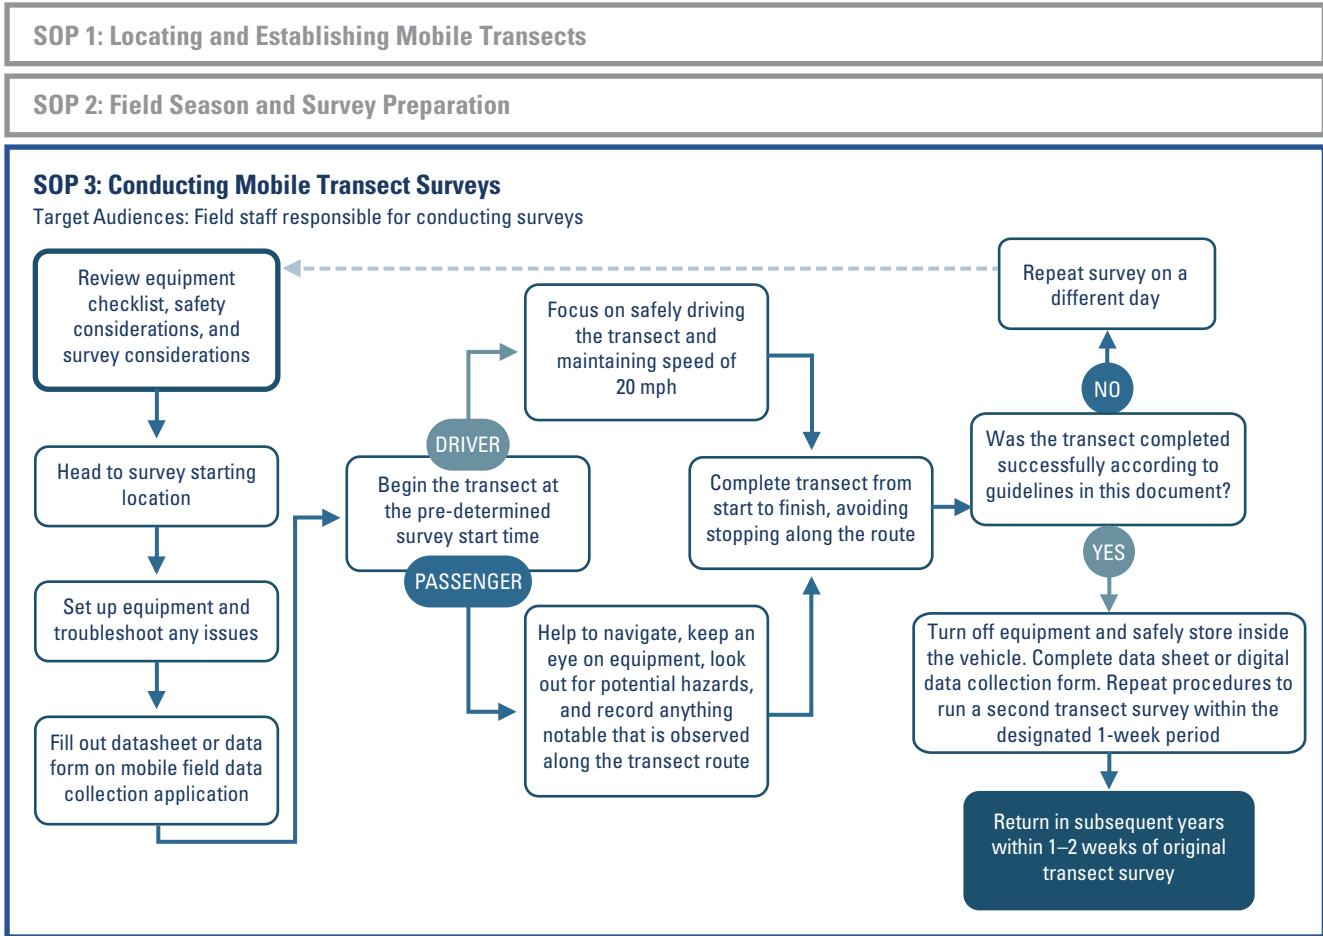 SOP 1: Locating and Establishing Mobile Transects
SOP 2: Field Season and Survey Preparation
SOP 3: Conducting Mobile Transect Surveys
Target Audiences: Field staff responsible for conducting surveys
Review equipment
checklist, safety
considerations, and
survey considerations
Head to survey starting
location
Set up equipment and
troubleshoot any issues
Fill out datasheet or data
form on mobile field data
collection application
DRIVER
Begin the transect at
the pre-determined
survey start time
PASSENGER
Focus on safely driving
the transect and
maintaining speed of
20 mph
Help to navigate, keep an
eye on equipment, look
out for potential hazards,
and record anything
notable that is observed
along the transect route
Complete transect from
start to finish, avoiding
stopping along the route
Repeat survey on a
different day
NO
Was the transect completed
successfully according to
guidelines in this document?
YES
Turn off equipment and safely store inside
the vehicle. Complete data sheet or digital
data collection form. Repeat procedures to
run a second transect survey within the
designated 1-week period
Return in subsequent years
within 1–2 weeks of original
transect survey